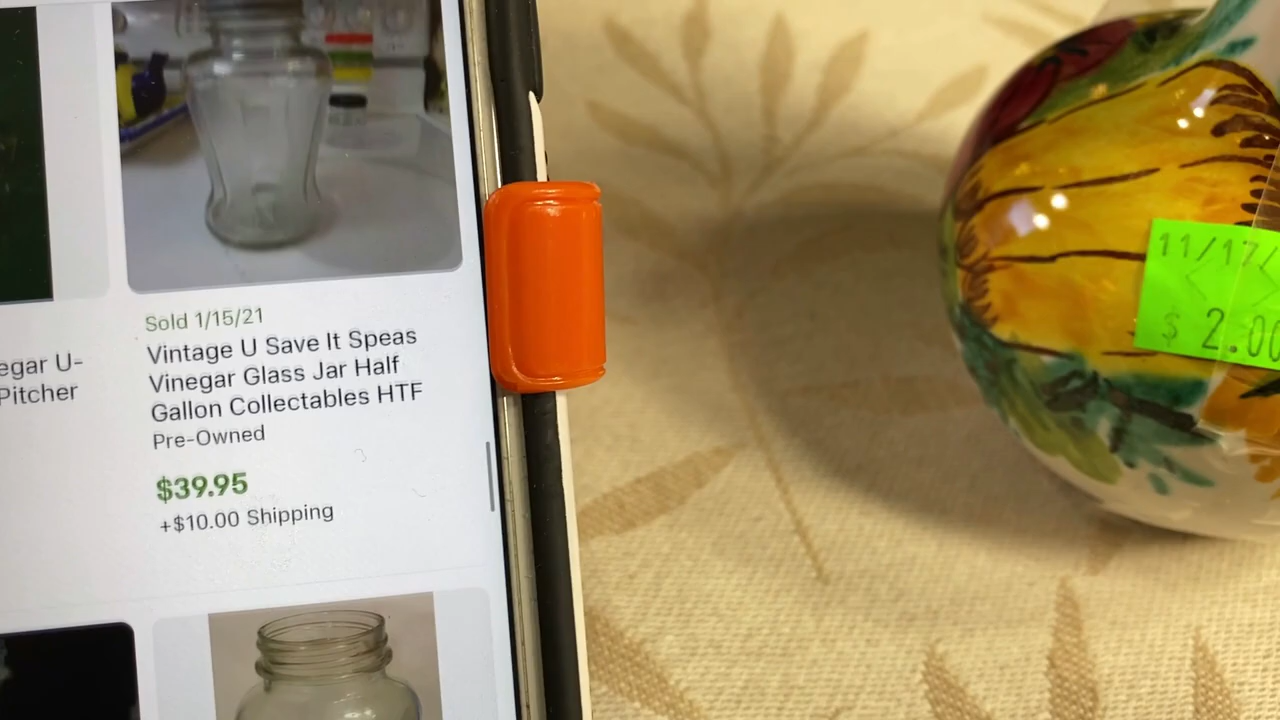 egar U-
Pitcher
Sold 1/15/21
Vintage U Save It Speas
Vinegar Glass Jar Half
Gallon Collectables HTF
Pre-Owned
$39.95
+$10.00 Shipping
11/17/
$ 2.00